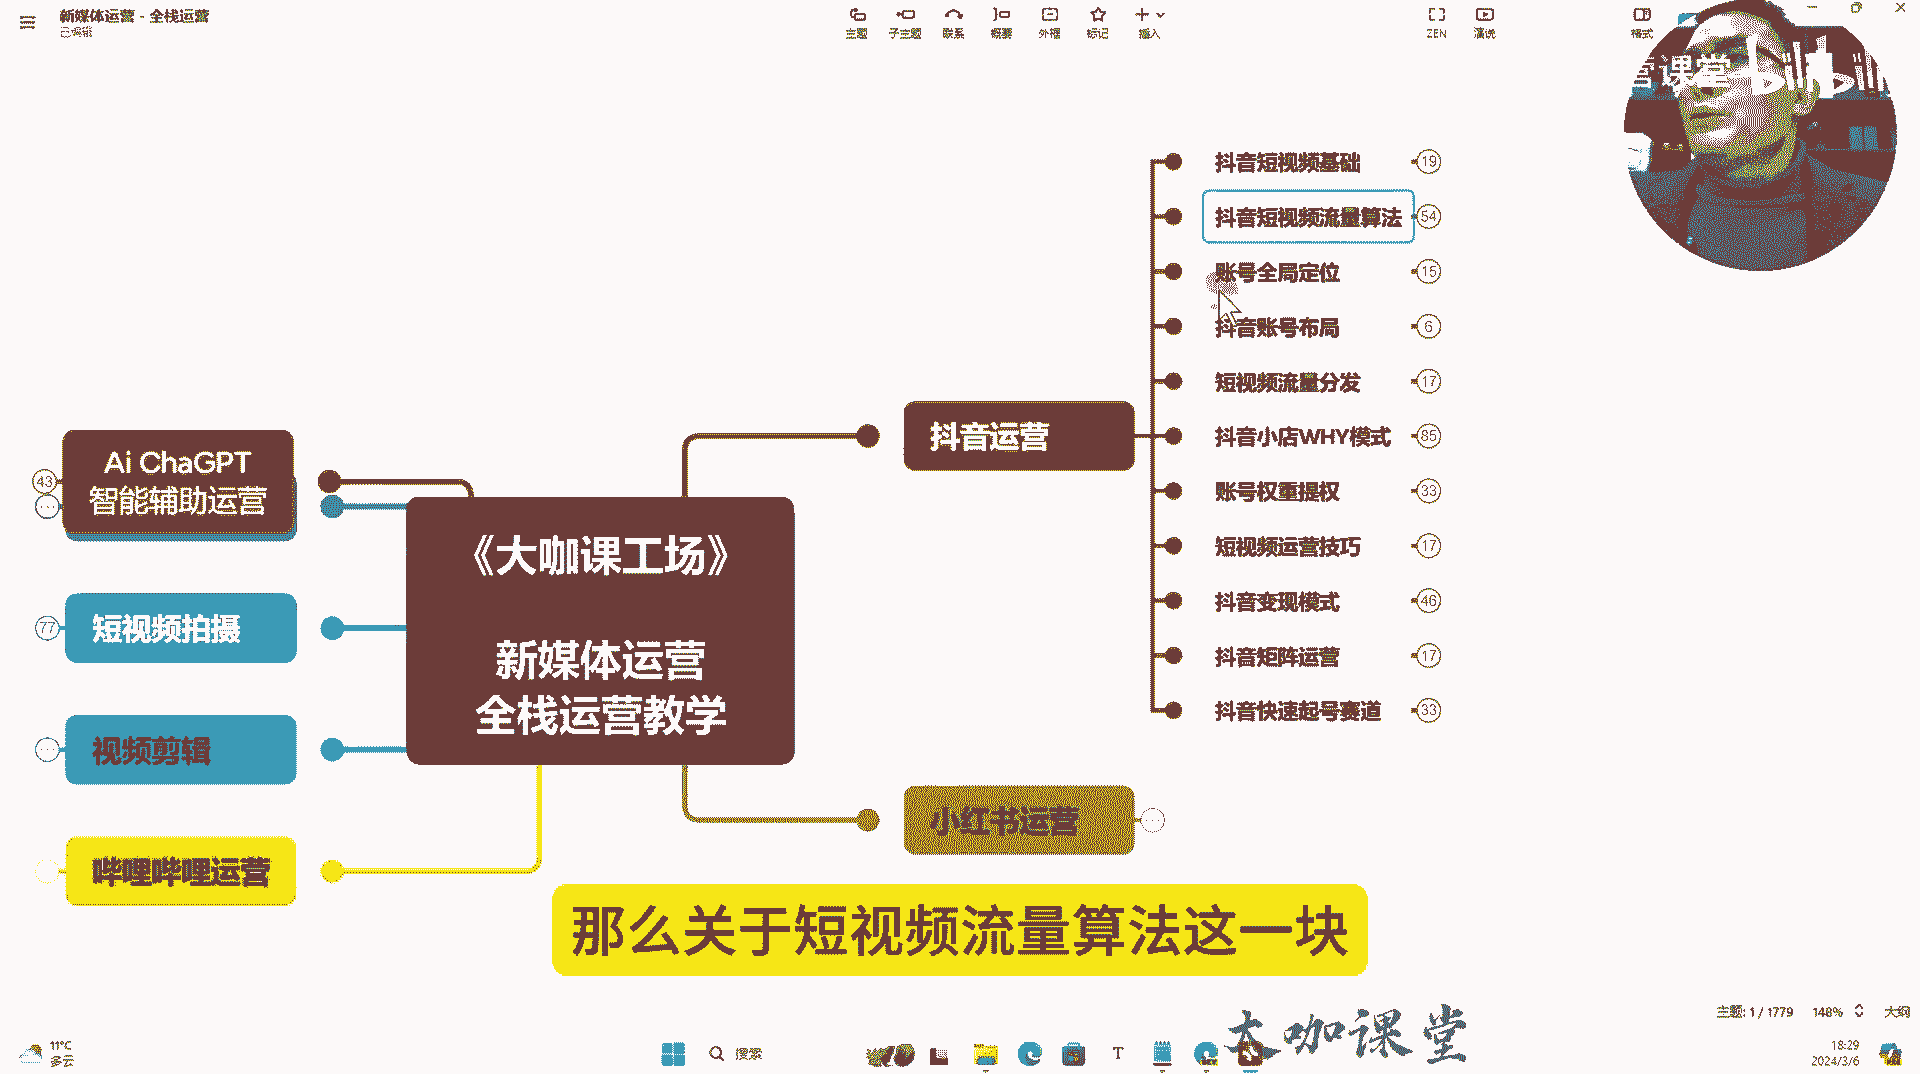 新媒体运营 - 全栈运营
已编辑
主题
子主题
联系
概要
外框
标记
插入
ZEN
演说
格式
营课堂
抖音短视频基础 19
抖音短视频流量算法 54
账号全局定位 15
抖音账号布局 6
短视频流量分发 17
抖音运营
抖音小店WHY模式 85
账号权重提权 33
短视频运营技巧 17
抖音变现模式 46
抖音矩阵运营 17
抖音快速起号赛道 33
43
Ai ChaGPT
智能辅助运营
77 短视频拍摄
视频剪辑
哔哩哔哩运营
《大咖课工场》
新媒体运营
全栈运营教学
小红书运营
那么关于短视频流量算法这一块
大咖课堂
主题: 1 / 1779
148%
大纲
11°C
多云
搜索
18:29
2024/3/6